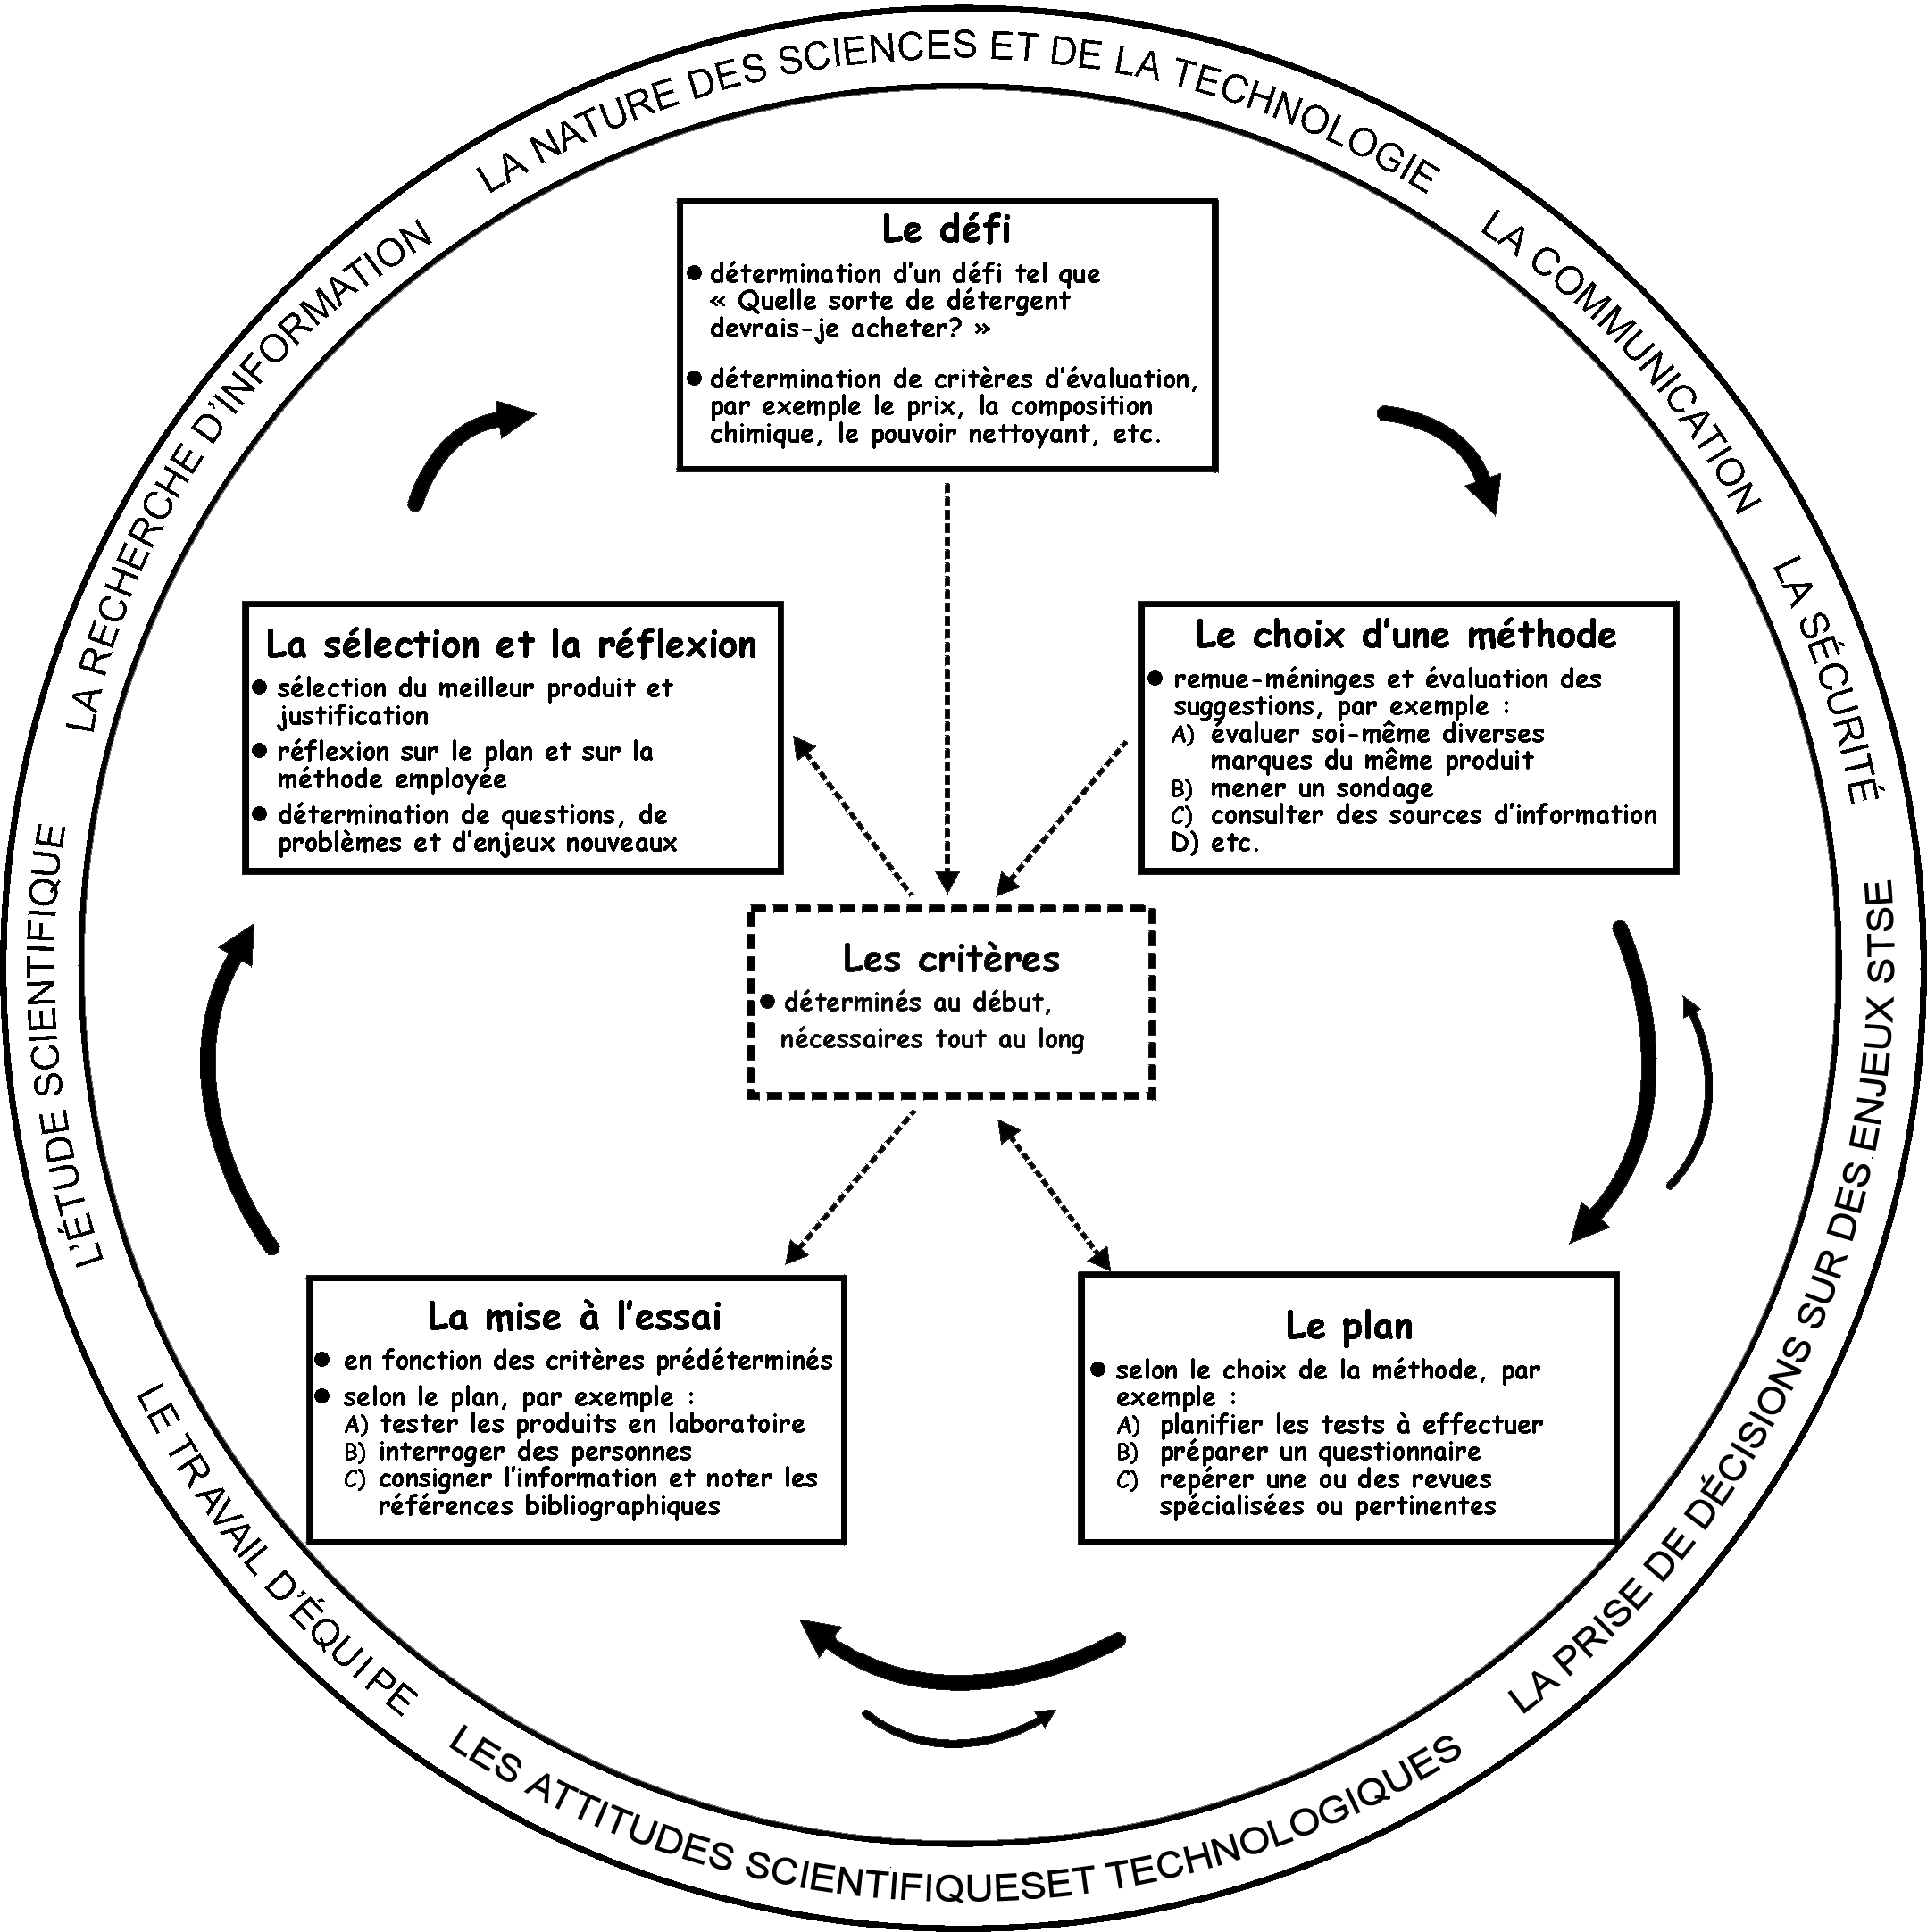 LA NATURE DES SCIENCES ET DE LA TECHNOLOGIE
LA COMMUNICATION
LA SÉCURITÉ
LA PRISE DE DÉCISIONS SUR DES ENJEUX STSE
LES ATTITUDES SCIENTIFIQUESET TECHNOLOGIQUES
LE TRAVAIL D'ÉQUIPE
L'ÉTUDE SCIENTIFIQUE
LA RECHERCHE D'INFORMATION
Le défi
● détermination d'un défi tel que
« Quelle sorte de détergent
devrais-je acheter? »
● détermination de critères d'évaluation,
par exemple le prix, la composition
chimique, le pouvoir nettoyant, etc.
Le choix d'une méthode
● remue-méninges et évaluation des
suggestions, par exemple :
A) évaluer soi-même diverses
marques du même produit
B) mener un sondage
C) consulter des sources d'information
D) etc.
Le plan
● selon le choix de la méthode, par
exemple :
A) planifier les tests à effectuer
B) préparer un questionnaire
C) repérer une ou des revues
spécialisées ou pertinentes
La mise à l'essai
● en fonction des critères prédéterminés
● selon le plan, par exemple :
A) tester les produits en laboratoire
B) interroger des personnes
C) consigner l'information et noter les
références bibliographiques
La sélection et la réflexion
● sélection du meilleur produit et
justification
● réflexion sur le plan et sur la
méthode employée
● détermination de questions, de
problèmes et d'enjeux nouveaux
Les critères
● déterminés au début,
nécessaires tout au long